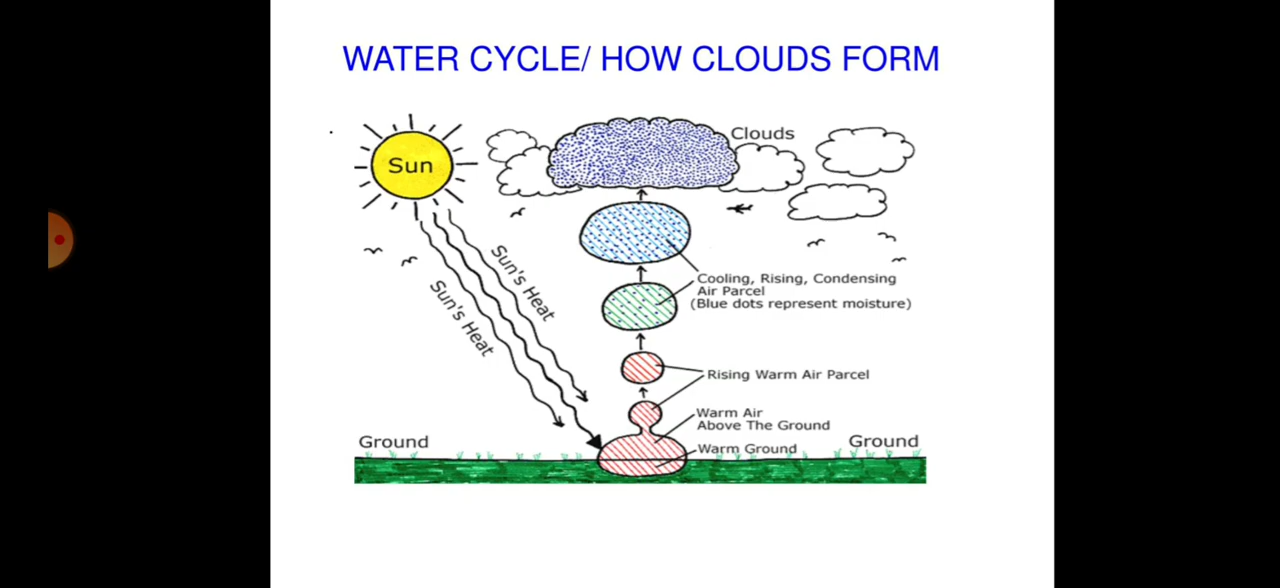 WATER CYCLE/ HOW CLOUDS FORM
Sun
Clouds
Sun's Heat
Sun's Heat
Cooling, Rising, Condensing
Air Parcel
(Blue dots represent moisture)
Rising Warm Air Parcel
Warm Air
Above The Ground
Ground
Ground
Warm Ground